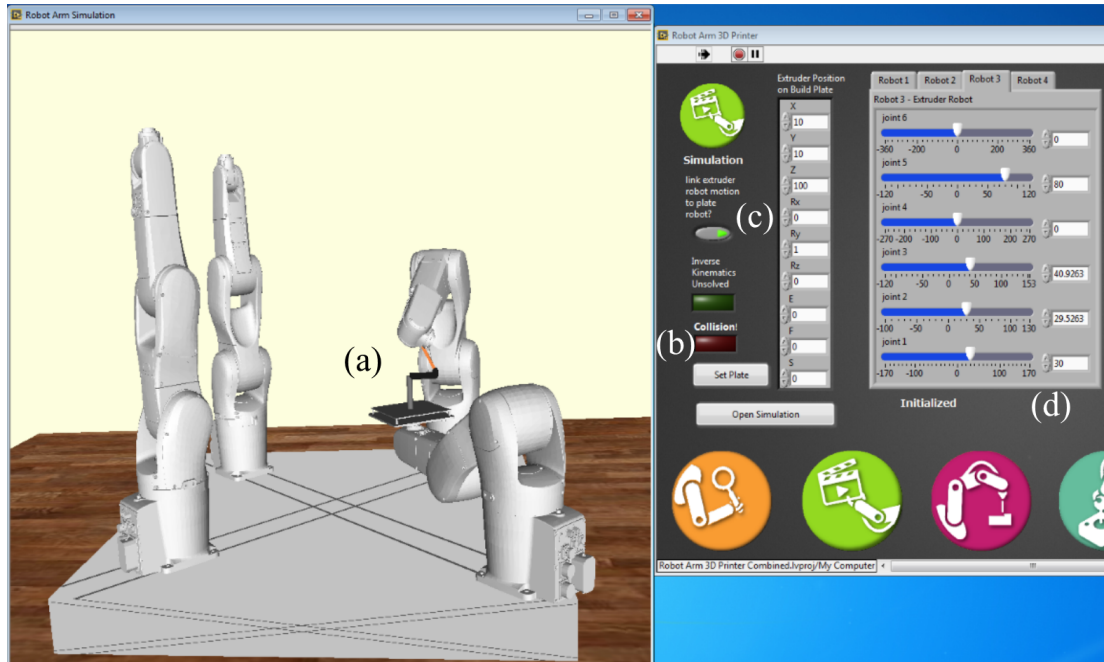 Robot Arm Simulation
(a)
Robot Arm 3D Printer
Simulation
link extruder
robot motion
to plate
robot?
(c)
Inverse
Kinematics
Unsolved
Collision!
(b)
Set Plate
Open Simulation
Extruder Position
on Build Plate
X
10
Y
10
Z
100
Rx
0
Ry
1
Rz
0
E
0
F
0
S
0
Robot 1 Robot 2 Robot 3 Robot 4
Robot 3 - Extruder Robot
joint 6
-360 -200 0 200 360
0
joint 5
-120 -50 0 50 120
80
joint 4
-270 -200 -100 0 100 200 270
0
joint 3
-120 -50 0 50 100 153
40.9263
joint 2
-100 -50 0 50 100 130
29.5263
joint 1
-170 -100 0 100 170
30
Initialized
(d)
Robot Arm 3D Printer Combined.lvproj/My Computer